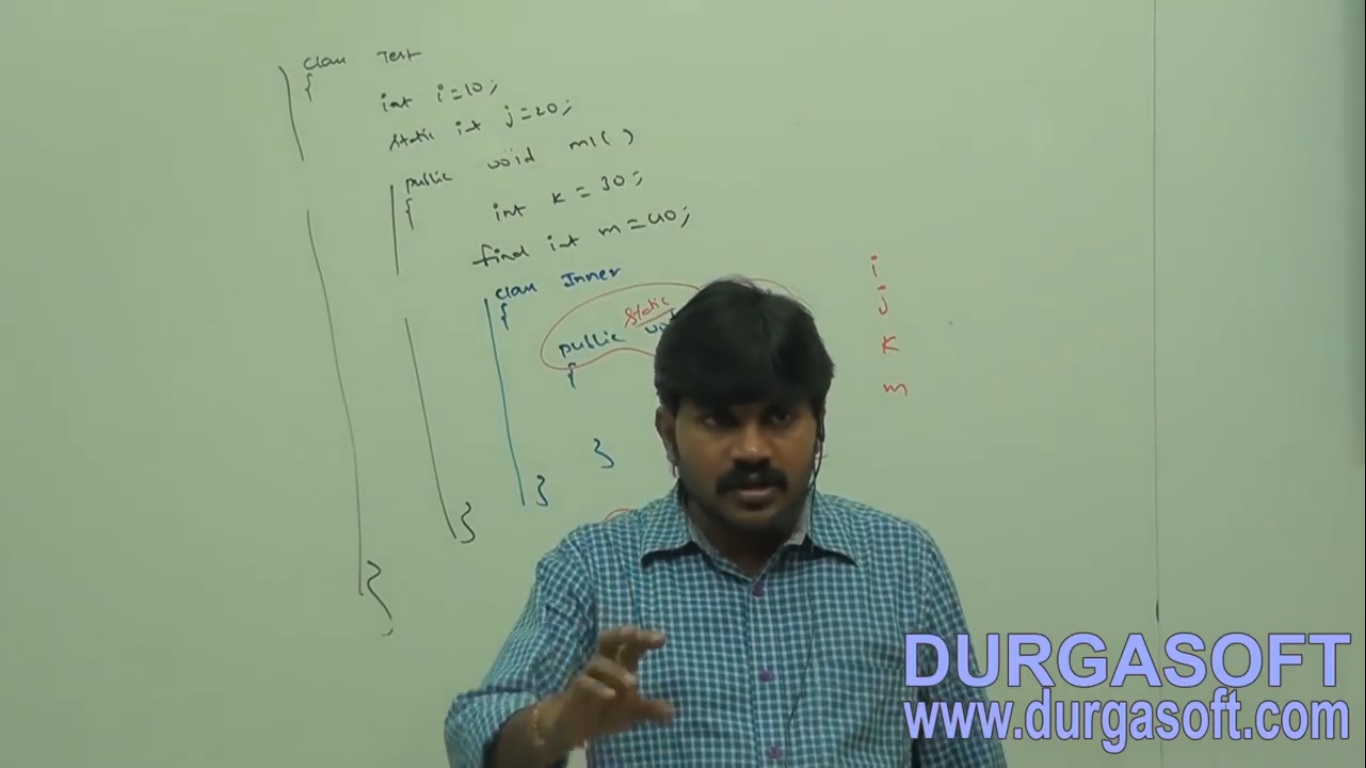 class Test
{
int i=10;
static int j=20;
public void m1( )
{
int k = 30;
final int m=40;
class Inner
{
static
public
{
}
}
}
}
i
j
k
m
DURGASOFT
www.durgasoft.com